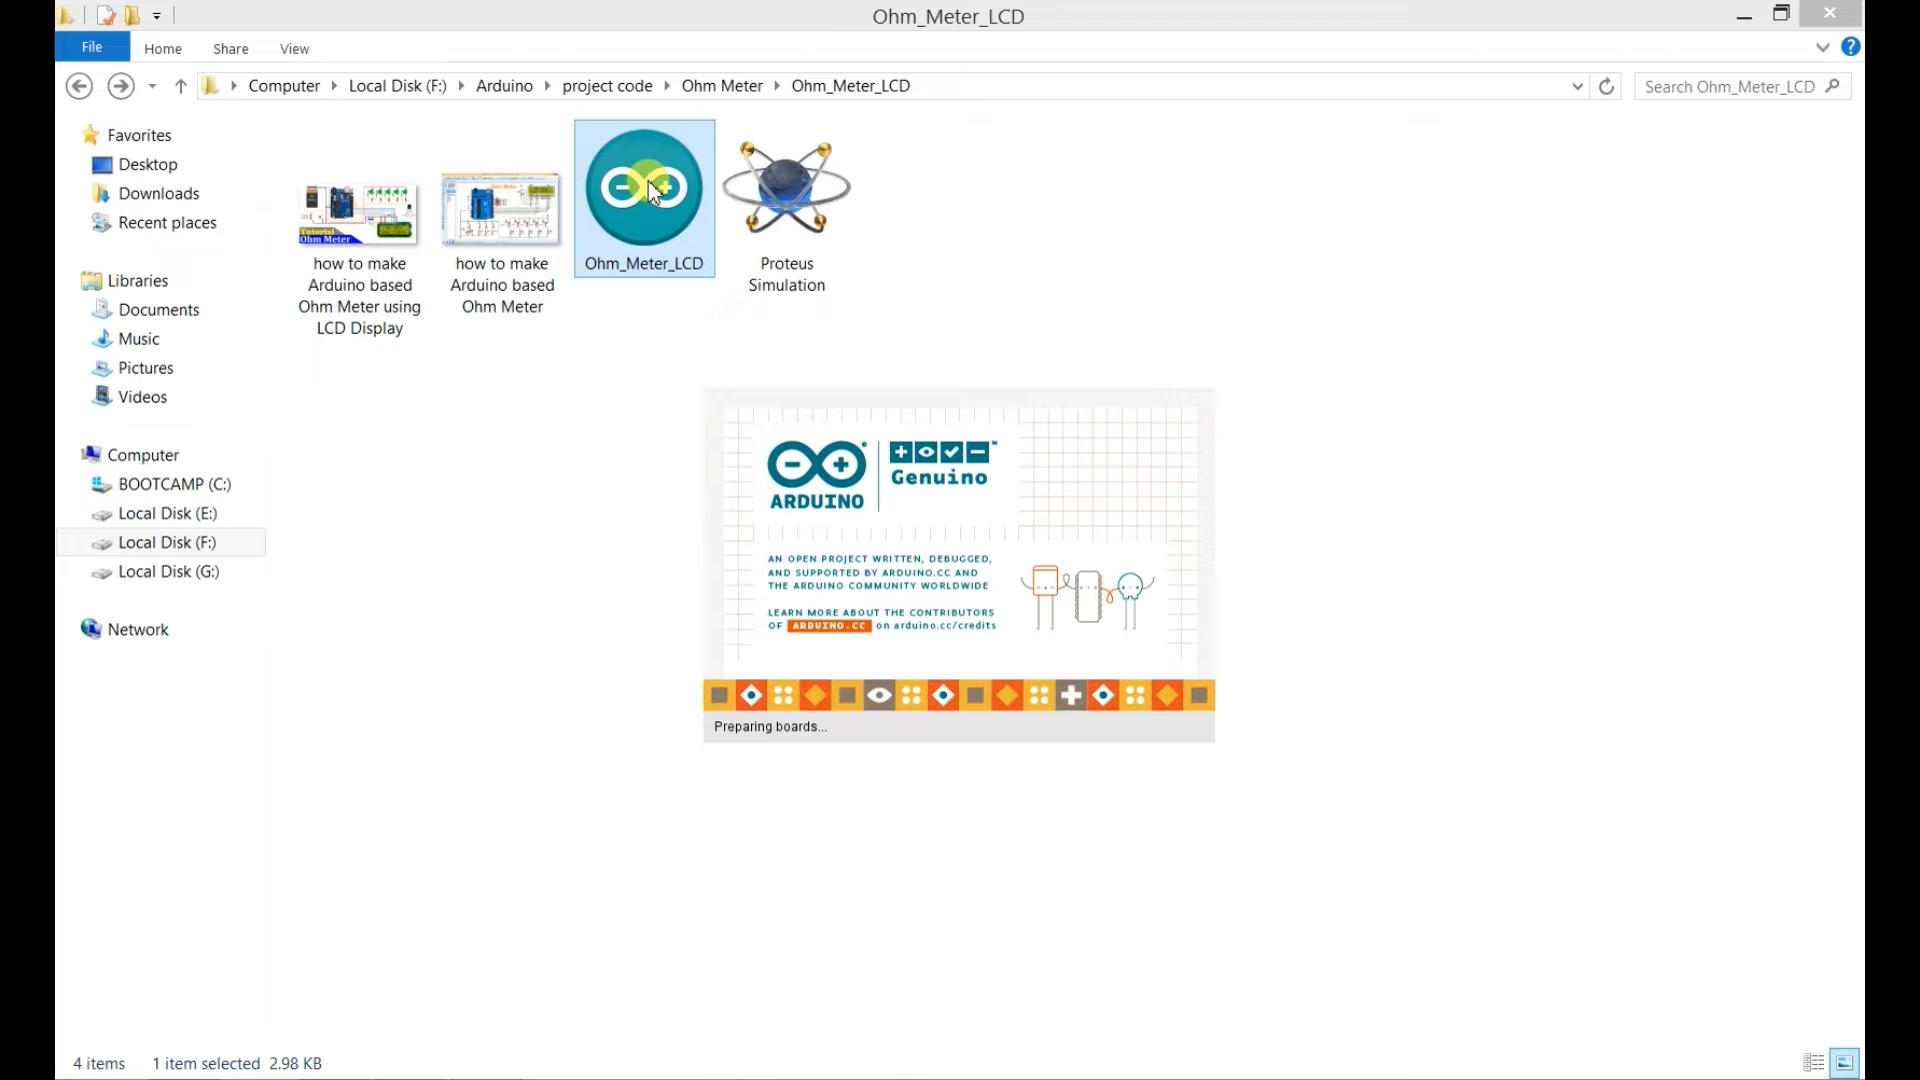 Ohm_Meter_LCD
File
Home
Share
View
Computer
Local Disk (F:)
Arduino
project code
Ohm Meter
Ohm_Meter_LCD
Search Ohm_Meter_LCD
Favorites
Desktop
Downloads
Recent places
Libraries
Documents
Music
Pictures
Videos
Computer
BOOTCAMP (C:)
Local Disk (E:)
Local Disk (F:)
Local Disk (G:)
Network
Tutorial
Ohm Meter
how to make
Arduino based
Ohm Meter using
LCD Display
how to make
Arduino based
Ohm Meter
Ohm_Meter_LCD
Proteus
Simulation
ARDUINO
Genuino
AN OPEN PROJECT WRITTEN, DEBUGGED,
AND SUPPORTED BY ARDUINO.CC AND
THE ARDUINO COMMUNITY WORLDWIDE
LEARN MORE ABOUT THE CONTRIBUTORS
OF ARDUINO.CC on arduino.cc/credits
Preparing boards...
4 items
1 item selected 2.98 KB